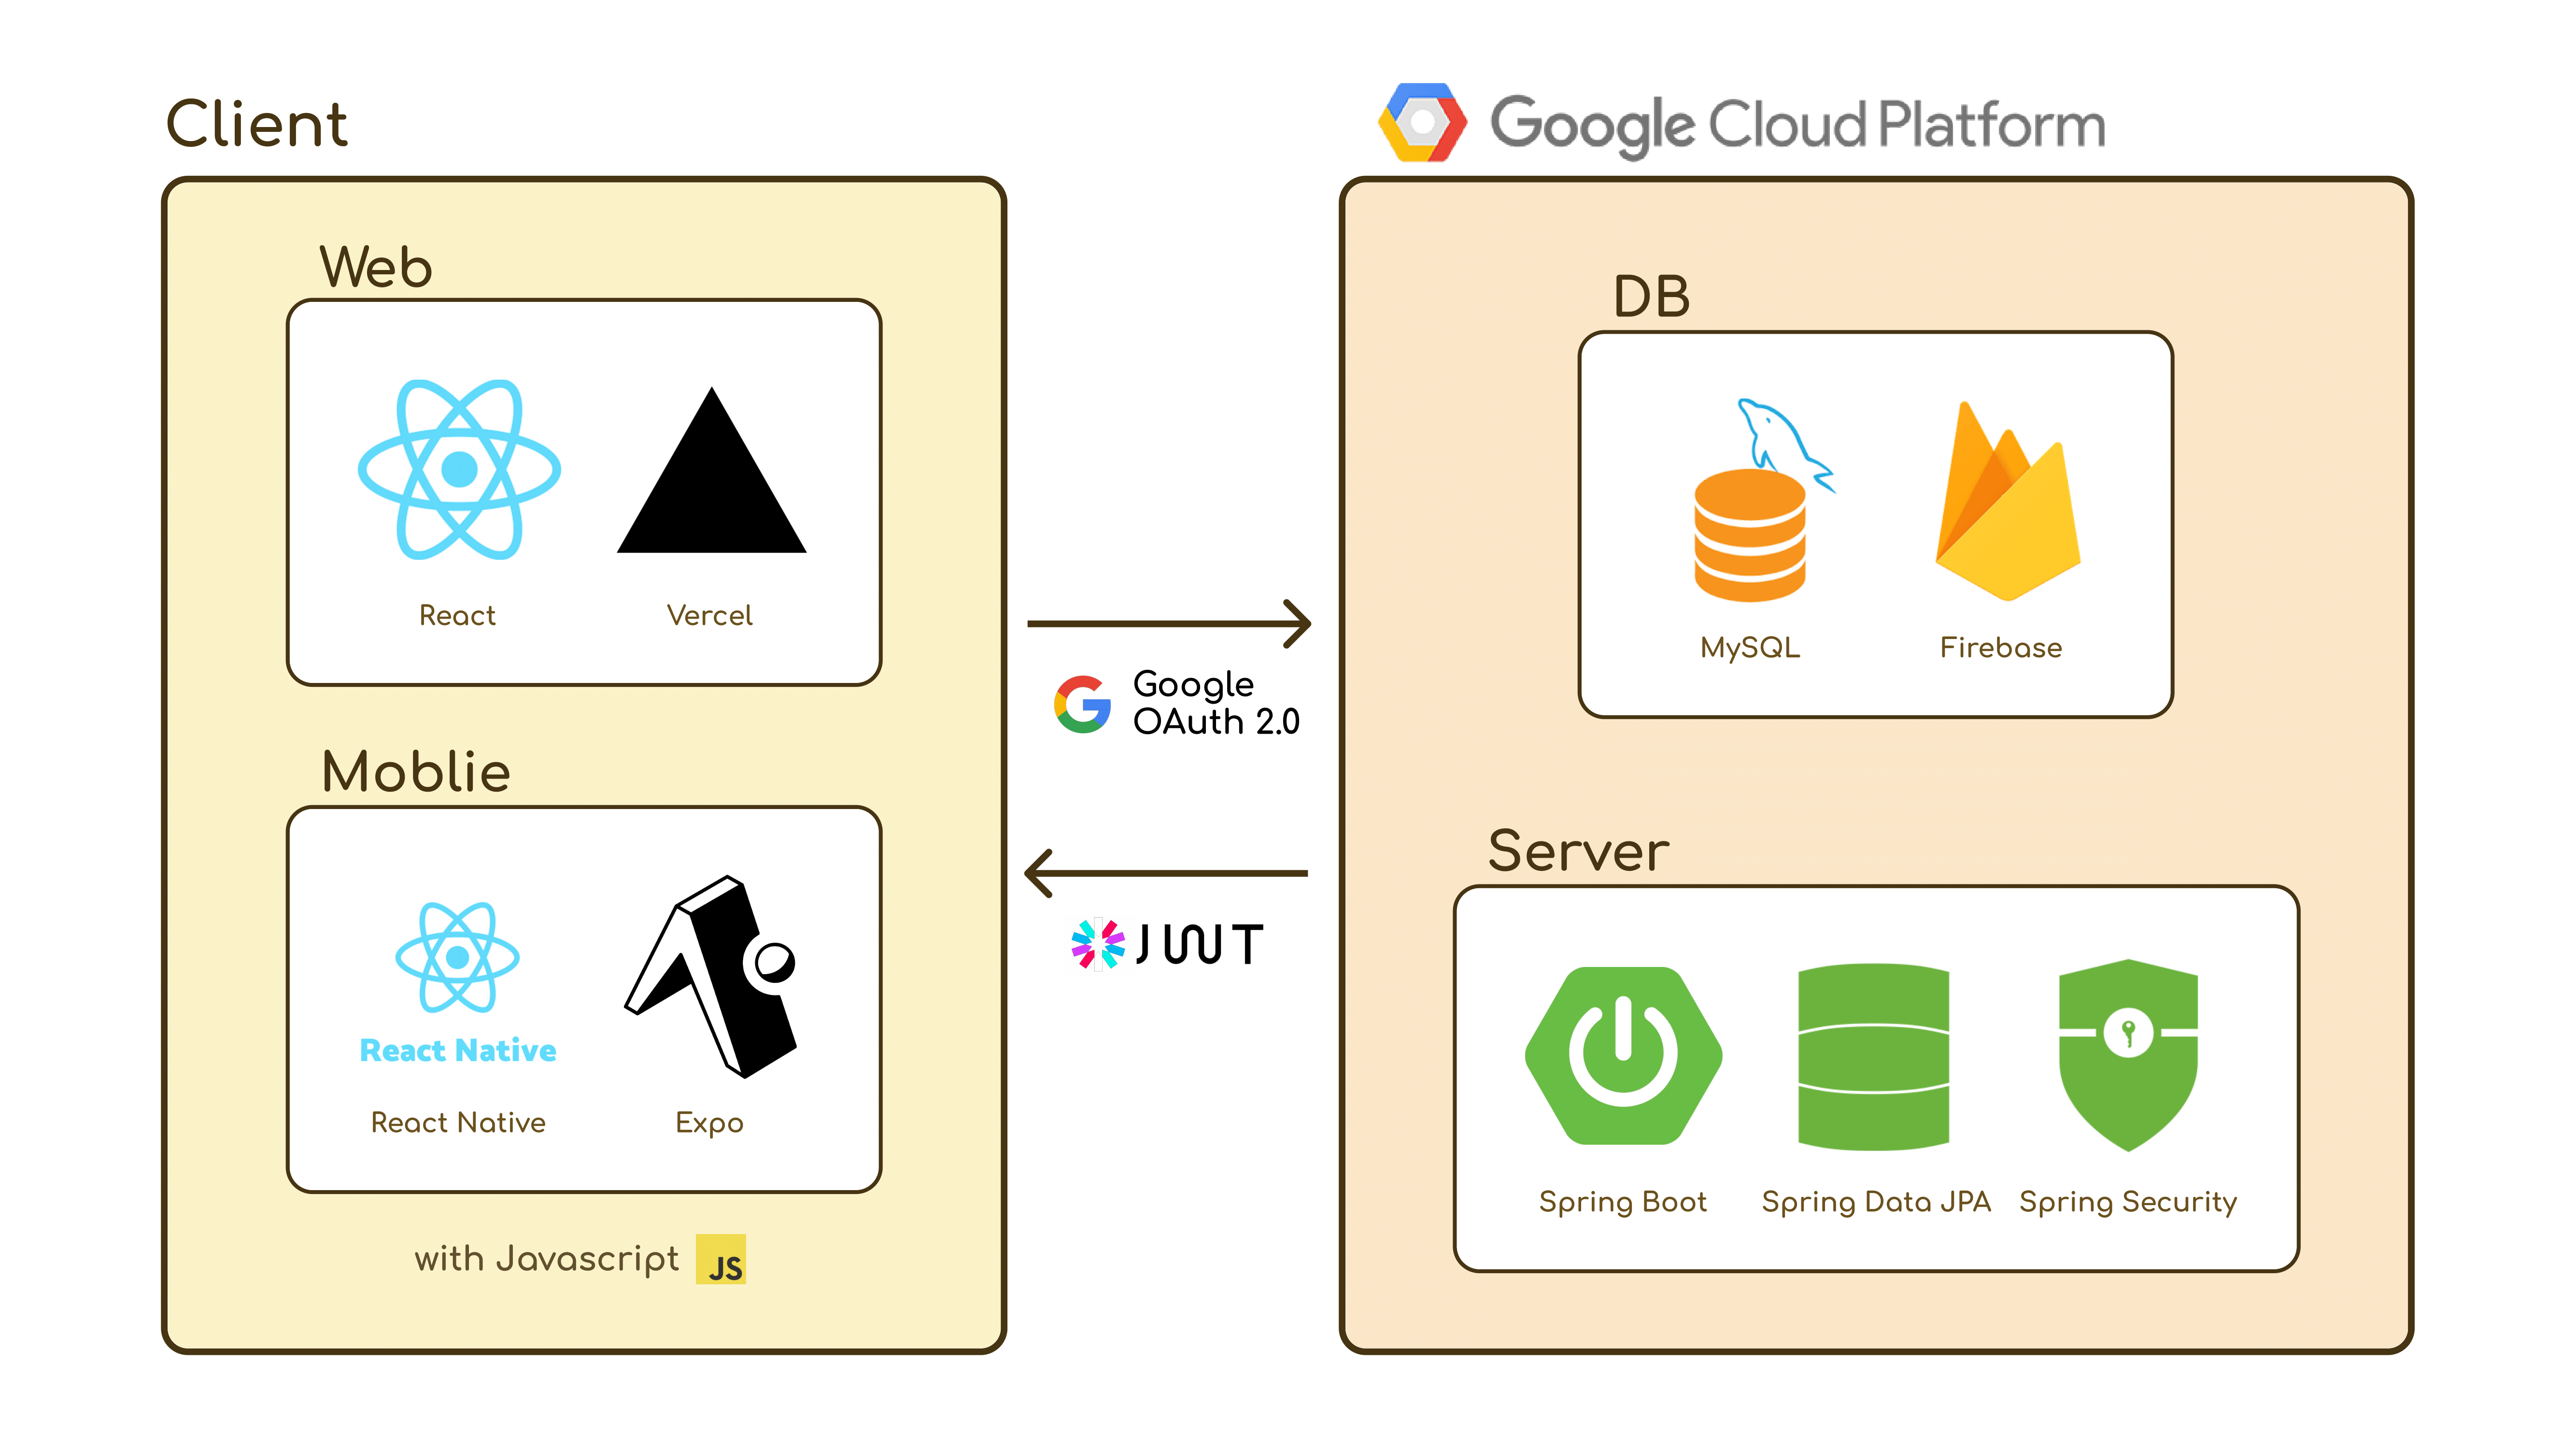 Client
Web
React
Vercel
Moblie
React Native
React Native
Expo
with Javascript JS
Google
OAuth 2.0
JWT
Google Cloud Platform
DB
MySQL
Firebase
Server
Spring Boot
Spring Data JPA
Spring Security